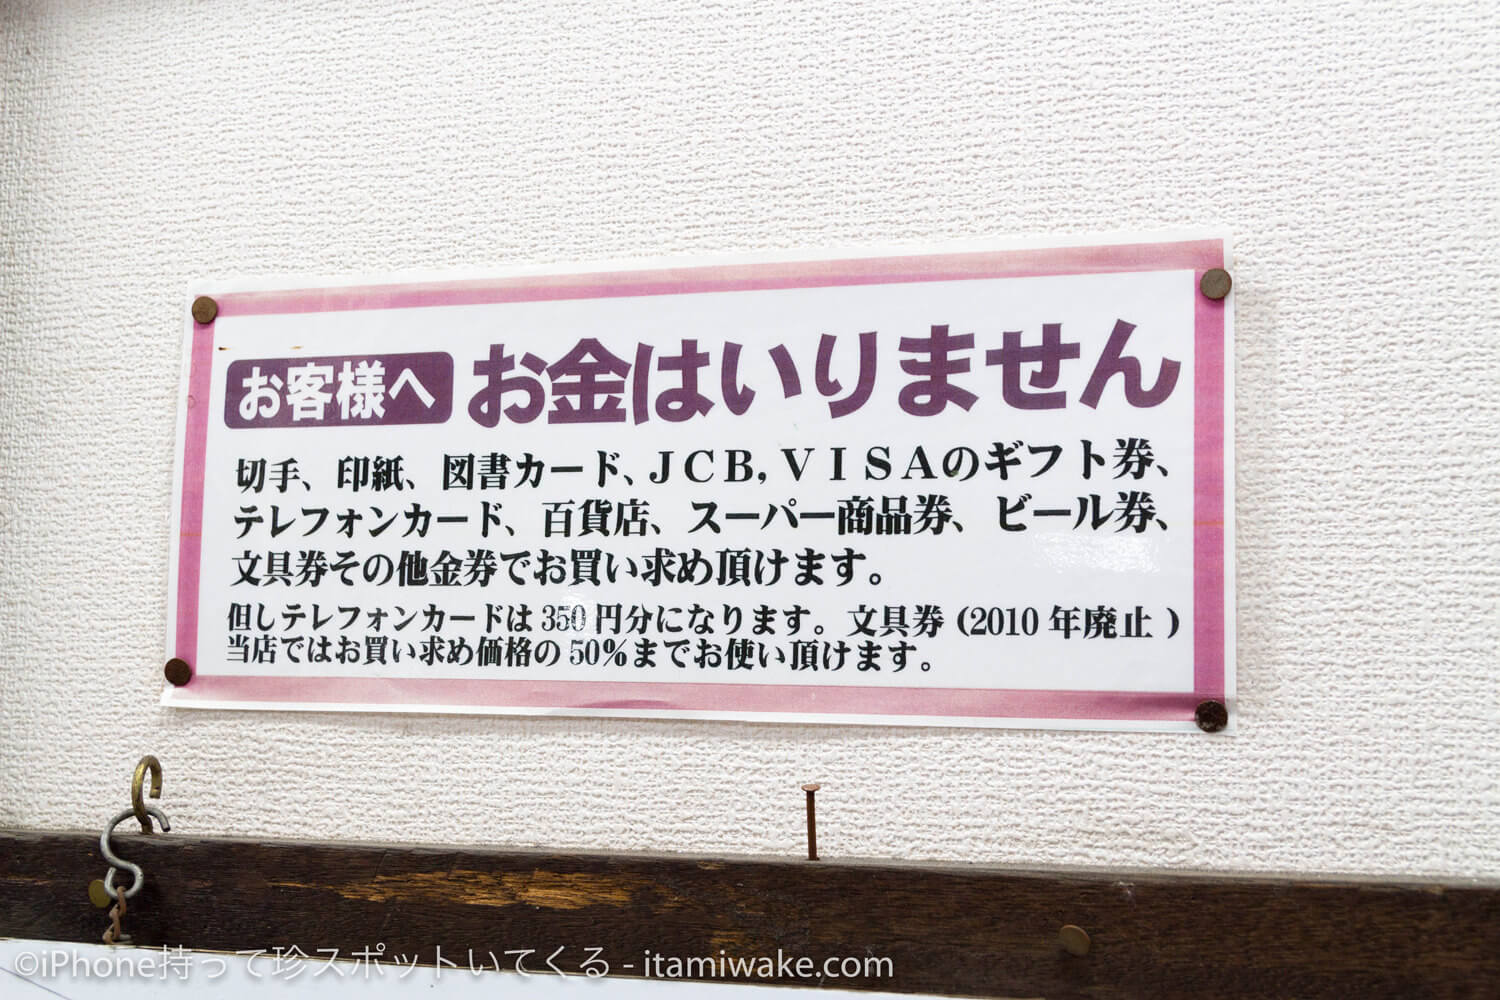 お客様へ お金はいりません
切手、印紙、図書カード、JCB,VISAのギフト券、
テレフォンカード、百貨店、スーパー商品券、ビール券、
文具券その他金券でお買い求め頂けます。
但しテレフォンカードは350円分になります。文具券(2010年廃止)
当店ではお買い求め価格の50%までお使い頂けます。
©iPhone持って珍スポットいてくる - itamiwake.com